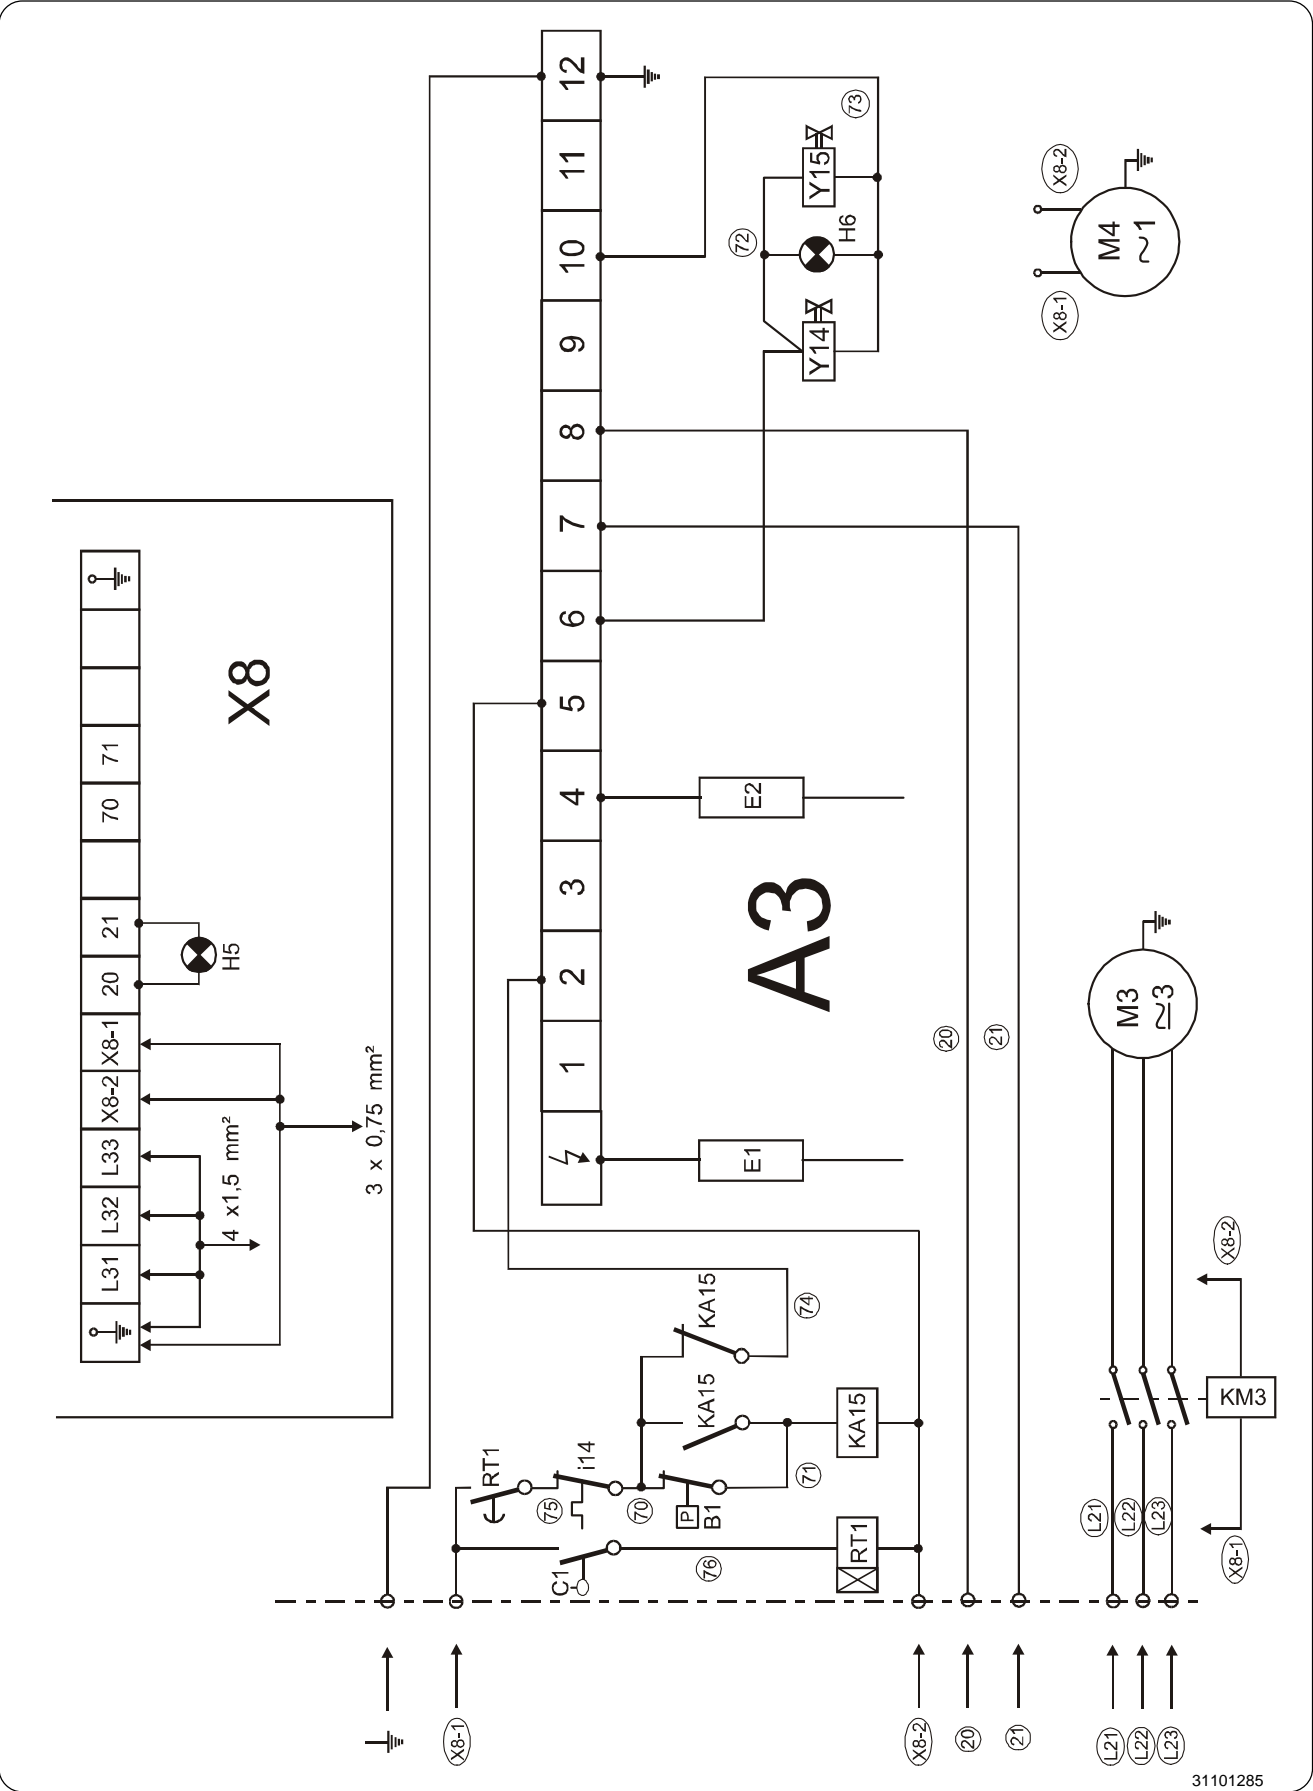 12
11
10
9
8
7
6
5
4
3
2
1
A3
E1
E2
73
72
Y15
H6
Y14
X8-2
X8-1
M4
~1
X8
71
70
21
20
X8-1
X8-2
L33
L32
L31
H5
4 x1,5 mm²
3 x 0,75 mm²
20
21
M3
3
KA15
74
KA15
KA15
71
RT1
i14
75
70
P
B1
C1
76
RT1
L21
L22
L23
X8-2
KM3
X8-1
X8-1
X8-2
20
21
L21
L22
L23
31101285